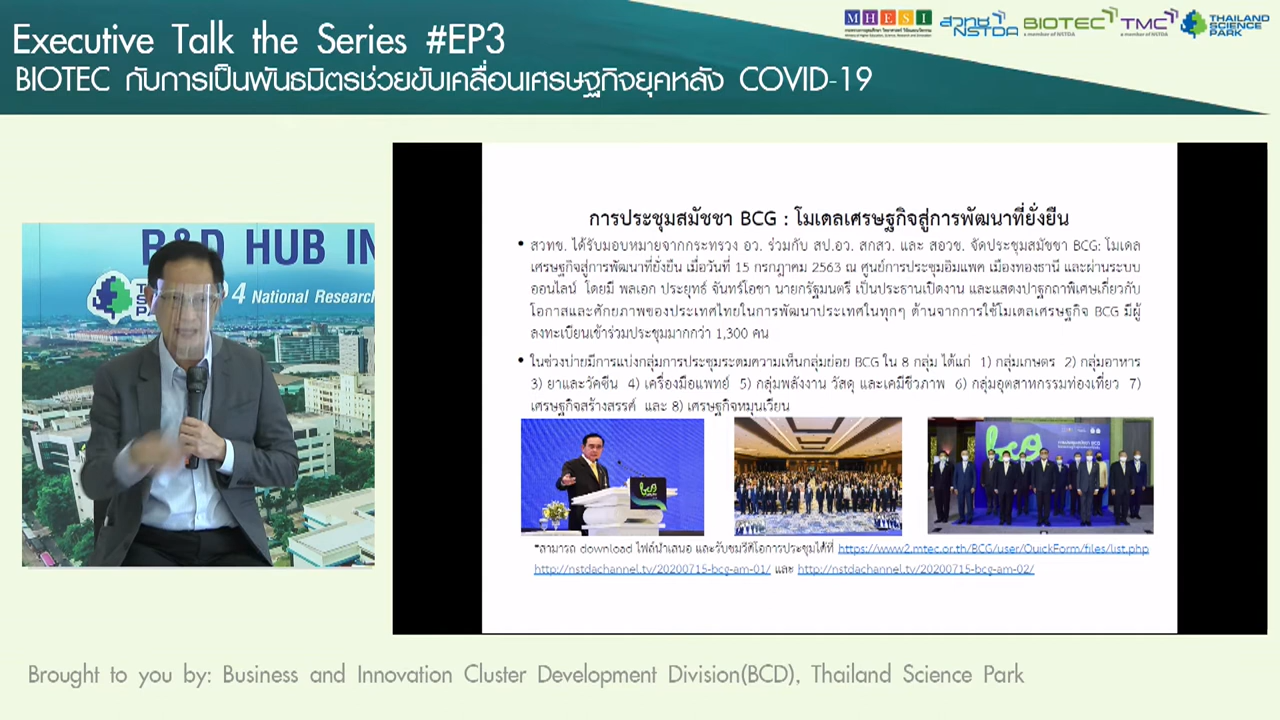 Executive Talk the Series #EP3
BIOTEC กับการเป็นพันธมิตรช่วยขับเคลื่อนเศรษฐกิจยุคหลัง COVID-19
MHESI
สวทช
NSTDA
BIOTEC
a member of NSTDA
TMC
a member of NSTDA
THAILAND
SCIENCE
PARK
R&D HUB IN
4 National Research
การประชุมสมัชชา BCG : โมเดลเศรษฐกิจสู่การพัฒนาที่ยั่งยืน
• สวทช. ได้รับมอบหมายจากกระทรวง อว. ร่วมกับ สป.อว. สกสว. และ สอวช. จัดประชุมสมัชชา BCG: โมเดล
เศรษฐกิจสู่การพัฒนาที่ยั่งยืน เมื่อวันที่ 15 กรกฎาคม 2563 ณ ศูนย์การประชุมอิมแพค เมืองทองธานี และผ่านระบบ
ออนไลน์ โดยมี พลเอก ประยุทธ์ จันทร์โอชา นายกรัฐมนตรี เป็นประธานเปิดงาน และแสดงปาฐกถาพิเศษเกี่ยวกับ
โอกาสและศักยภาพของประเทศไทยในการพัฒนาประเทศในทุกๆ ด้านจากการใช้โมเดลเศรษฐกิจ BCG มีผู้
ลงทะเบียนเข้าร่วมประชุมมากกว่า 1,300 คน
• ในช่วงบ่ายมีการแบ่งกลุ่มการประชุมระดมความเห็นกลุ่มย่อย BCG ใน 8 กลุ่ม ได้แก่ 1) กลุ่มเกษตร 2) กลุ่มอาหาร
3) ยาและวัคซีน 4) เครื่องมือแพทย์ 5) กลุ่มพลังงาน วัสดุ และเคมีชีวภาพ 6) กลุ่มอุตสาหกรรมท่องเที่ยว 7)
เศรษฐกิจสร้างสรรค์ และ 8) เศรษฐกิจหมุนเวียน
bcg
bcg
*สามารถ download ไฟล์นำเสนอ และรับชมวีดีโอการประชุมได้ที่ https://www2.mtec.or.th/BCG/user/QuickForm/files/list.php
http://nstdachannel.tv/20200715-bcg-am-01/ และ http://nstdachannel.tv/20200715-bcg-am-02/
Brought to you by: Business and Innovation Cluster Development Division(BCD), Thailand Science Park